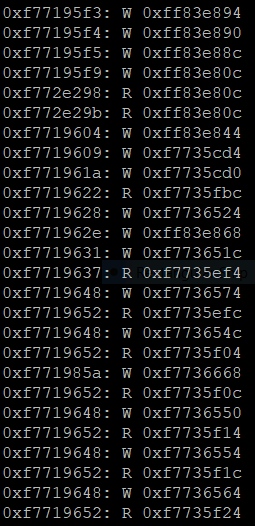 0xf77195f3: W 0xff83e894
0xf77195f4: W 0xff83e890
0xf77195f5: W 0xff83e88c
0xf77195f9: W 0xff83e80c
0xf772e298: R 0xff83e80c
0xf772e29b: R 0xff83e80c
0xf7719604: W 0xff83e844
0xf7719609: W 0xf7735cd4
0xf771961a: W 0xf7735cd0
0xf7719622: R 0xf7735fbc
0xf7719628: W 0xf7736524
0xf771962e: W 0xff83e868
0xf7719631: W 0xf773651c
0xf7719637: R 0xf7735ef4
0xf7719648: W 0xf7736574
0xf7719652: R 0xf7735efc
0xf7719648: W 0xf773654c
0xf7719652: R 0xf7735f04
0xf771985a: W 0xf7736668
0xf7719652: R 0xf7735f0c
0xf7719648: W 0xf7736550
0xf7719652: R 0xf7735f14
0xf7719648: W 0xf7736554
0xf7719652: R 0xf7735f1c
0xf7719648: W 0xf7736564
0xf7719652: R 0xf7735f24